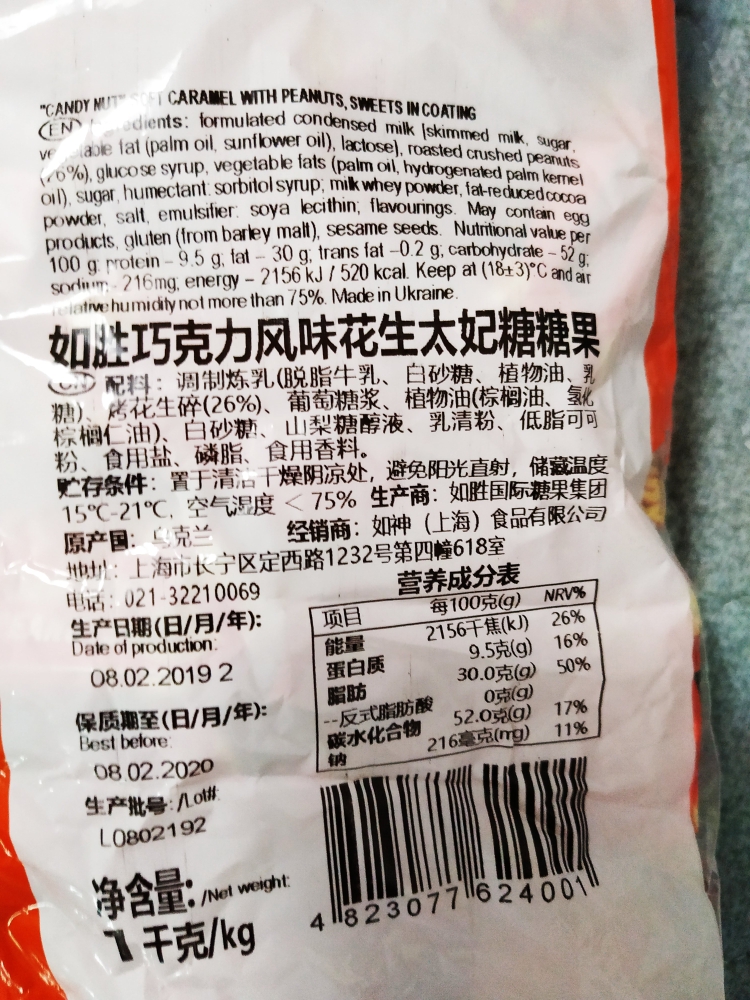 "CANDY NUT" SOFT CARAMEL WITH PEANUTS, SWEETS IN COATING
EN Ingredients: formulated condensed milk [skimmed milk, sugar,
vegetable fat (palm oil, sunflower oil), lactose], roasted crushed peanuts
(26%), glucose syrup, vegetable fats (palm oil, hydrogenated palm kernel
oil), sugar, humectant: sorbitol syrup; milk whey powder, fat-reduced cocoa
powder, salt, emulsifier: soya lecithin; flavourings. May contain egg
products, gluten (from barley malt), sesame seeds. Nutritional value per
100 g: protein – 9.5 g; fat – 30 g; trans fat –0.2 g; carbohydrate – 52 g;
sodium - 216mg; energy – 2156 kJ / 520 kcal. Keep at (18±3)°C and air
relative humidity not more than 75%. Made in Ukraine.
如胜巧克力风味花生太妃糖糖果
CN 配料：调制炼乳(脱脂牛乳、白砂糖、植物油、乳
糖)、烤花生碎(26%)、葡萄糖浆、植物油(棕榈油、氢化
棕榈仁油)、白砂糖、山梨糖醇液、乳清粉、低脂可可
粉、食用盐、磷脂、食用香料。
贮存条件：置于清洁干燥阴凉处，避免阳光直射，储藏温度
15℃-21℃，空气湿度 < 75% 生产商：如胜国际糖果集团
原产国：乌克兰 经销商：如神（上海）食品有限公司
地址：上海市长宁区定西路1232号第四幢618室
电话：021-32210069
营养成分表
项目 每100克(g) NRV%
能量 2156千焦(kJ) 26%
蛋白质 9.5克(g) 16%
脂肪 30.0克(g) 50%
--反式脂肪酸 0克(g)
碳水化合物 52.0克(g) 17%
钠 216毫克(mg) 11%
生产日期(日/月/年):
Date of production:
08.02.2019 2
保质期至(日/月/年):
Best before:
08.02.2020
生产批号:/Lot#:
L0802192
净含量:/Net weight:
1千克/kg
4 823077 624001